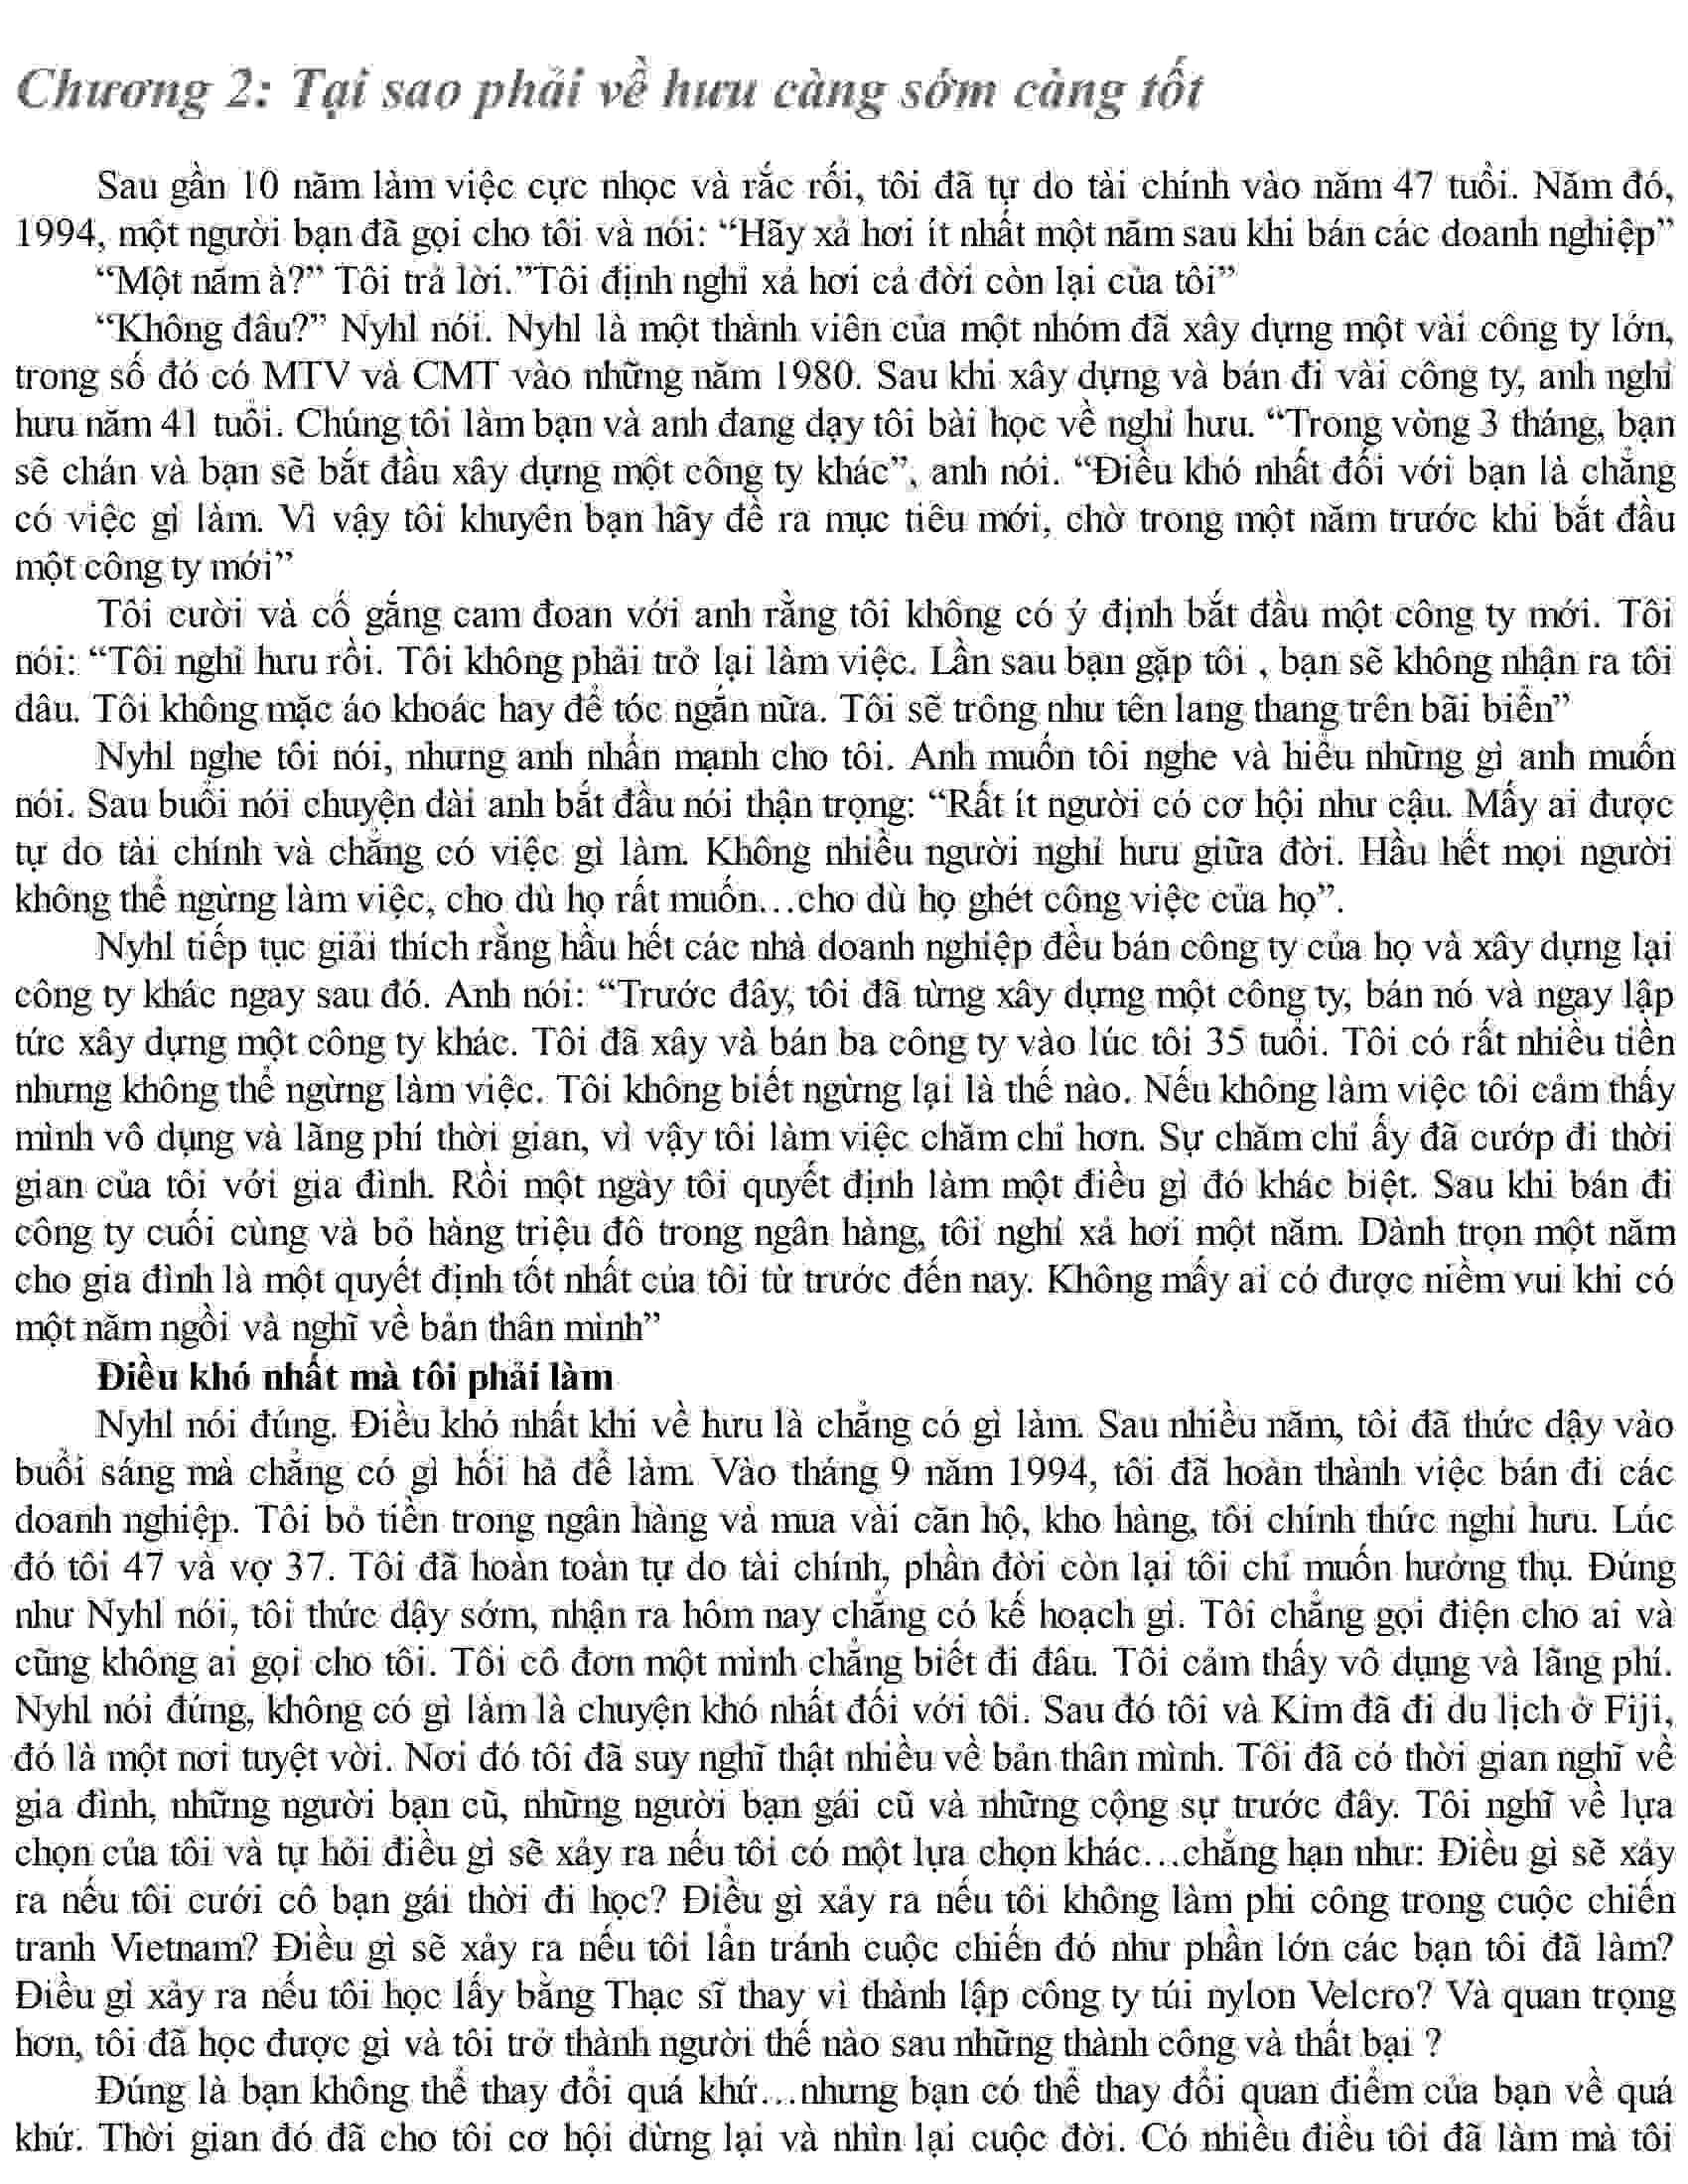 Chương 2: Tại sao phải về hưu càng sớm càng tốt
Sau gần 10 năm làm việc cực nhọc và rắc rối, tôi đã tự do tài chính vào năm 47 tuổi. Năm đó,
1994, một người bạn đã gọi cho tôi và nói: “Hãy xả hơi ít nhất một năm sau khi bán các doanh nghiệp”
“Một năm à?” Tôi trả lời.”Tôi định nghỉ xả hơi cả đời còn lại của tôi”
“Không đâu?” Nyhl nói. Nyhl là một thành viên của một nhóm đã xây dựng một vài công ty lớn,
trong số đó có MTV và CMT vào những năm 1980. Sau khi xây dựng và bán đi vài công ty, anh nghỉ
hưu năm 41 tuổi. Chúng tôi làm bạn và anh đang dạy tôi bài học về nghỉ hưu. “Trong vòng 3 tháng, bạn
sẽ chán và bạn sẽ bắt đầu xây dựng một công ty khác”, anh nói. “Điều khó nhất đối với bạn là chẳng
có việc gì làm. Vì vậy tôi khuyên bạn hãy đề ra mục tiêu mới, chờ trong một năm trước khi bắt đầu
một công ty mới”
Tôi cười và cố gắng cam đoan với anh rằng tôi không có ý định bắt đầu một công ty mới. Tôi
nói: “Tôi nghỉ hưu rồi. Tôi không phải trở lại làm việc. Lần sau bạn gặp tôi , bạn sẽ không nhận ra tôi
đâu. Tôi không mặc áo khoác hay để tóc ngắn nữa. Tôi sẽ trông như tên lang thang trên bãi biển”
Nyhl nghe tôi nói, nhưng anh nhấn mạnh cho tôi. Anh muốn tôi nghe và hiểu những gì anh muốn
nói. Sau buổi nói chuyện dài anh bắt đầu nói thận trọng: “Rất ít người có cơ hội như cậu. Mấy ai được
tự do tài chính và chẳng có việc gì làm. Không nhiều người nghỉ hưu giữa đời. Hầu hết mọi người
không thể ngừng làm việc, cho dù họ rất muốn…cho dù họ ghét công việc của họ”.
Nyhl tiếp tục giải thích rằng hầu hết các nhà doanh nghiệp đều bán công ty của họ và xây dựng lại
công ty khác ngay sau đó. Anh nói: “Trước đây, tôi đã từng xây dựng một công ty, bán nó và ngay lập
tức xây dựng một công ty khác. Tôi đã xây và bán ba công ty vào lúc tôi 35 tuổi. Tôi có rất nhiều tiền
nhưng không thể ngừng làm việc. Tôi không biết ngừng lại là thế nào. Nếu không làm việc tôi cảm thấy
mình vô dụng và lãng phí thời gian, vì vậy tôi làm việc chăm chỉ hơn. Sự chăm chỉ ấy đã cướp đi thời
gian của tôi với gia đình. Rồi một ngày tôi quyết định làm một điều gì đó khác biệt. Sau khi bán đi
công ty cuối cùng và bỏ hàng triệu đô trong ngân hàng, tôi nghỉ xả hơi một năm. Dành trọn một năm
cho gia đình là một quyết định tốt nhất của tôi từ trước đến nay. Không mấy ai có được niềm vui khi có
một năm ngồi và nghĩ về bản thân mình”
Điều khó nhất mà tôi phải làm
Nyhl nói đúng. Điều khó nhất khi về hưu là chẳng có gì làm. Sau nhiều năm, tôi đã thức dậy vào
buổi sáng mà chẳng có gì hối hả để làm. Vào tháng 9 năm 1994, tôi đã hoàn thành việc bán đi các
doanh nghiệp. Tôi bỏ tiền trong ngân hàng và mua vài căn hộ, kho hàng, tôi chính thức nghỉ hưu. Lúc
đó tôi 47 và vợ 37. Tôi đã hoàn toàn tự do tài chính, phần đời còn lại tôi chỉ muốn hưởng thụ. Đúng
như Nyhl nói, tôi thức dậy sớm, nhận ra hôm nay chẳng có kế hoạch gì. Tôi chẳng gọi điện cho ai và
cũng không ai gọi cho tôi. Tôi cô đơn một mình chẳng biết đi đâu. Tôi cảm thấy vô dụng và lãng phí.
Nyhl nói đúng, không có gì làm là chuyện khó nhất đối với tôi. Sau đó tôi và Kim đã đi du lịch ở Fiji,
đó là một nơi tuyệt vời. Nơi đó tôi đã suy nghĩ thật nhiều về bản thân mình. Tôi đã có thời gian nghĩ về
gia đình, những người bạn cũ, những người bạn gái cũ và những cộng sự trước đây. Tôi nghĩ về lựa
chọn của tôi và tự hỏi điều gì sẽ xảy ra nếu tôi có một lựa chọn khác…chẳng hạn như: Điều gì sẽ xảy
ra nếu tôi cưới cô bạn gái thời đi học? Điều gì xảy ra nếu tôi không làm phi công trong cuộc chiến
tranh Vietnam? Điều gì sẽ xảy ra nếu tôi lẩn tránh cuộc chiến đó như phần lớn các bạn tôi đã làm?
Điều gì xảy ra nếu tôi học lấy bằng Thạc sĩ thay vì thành lập công ty túi nylon Velcro? Và quan trọng
hơn, tôi đã học được gì và tôi trở thành người thế nào sau những thành công và thất bại ?
Đúng là bạn không thể thay đổi quá khứ…nhưng bạn có thể thay đổi quan điểm của bạn về quá
khứ. Thời gian đó đã cho tôi cơ hội dừng lại và nhìn lại cuộc đời. Có nhiều điều tôi đã làm mà tôi